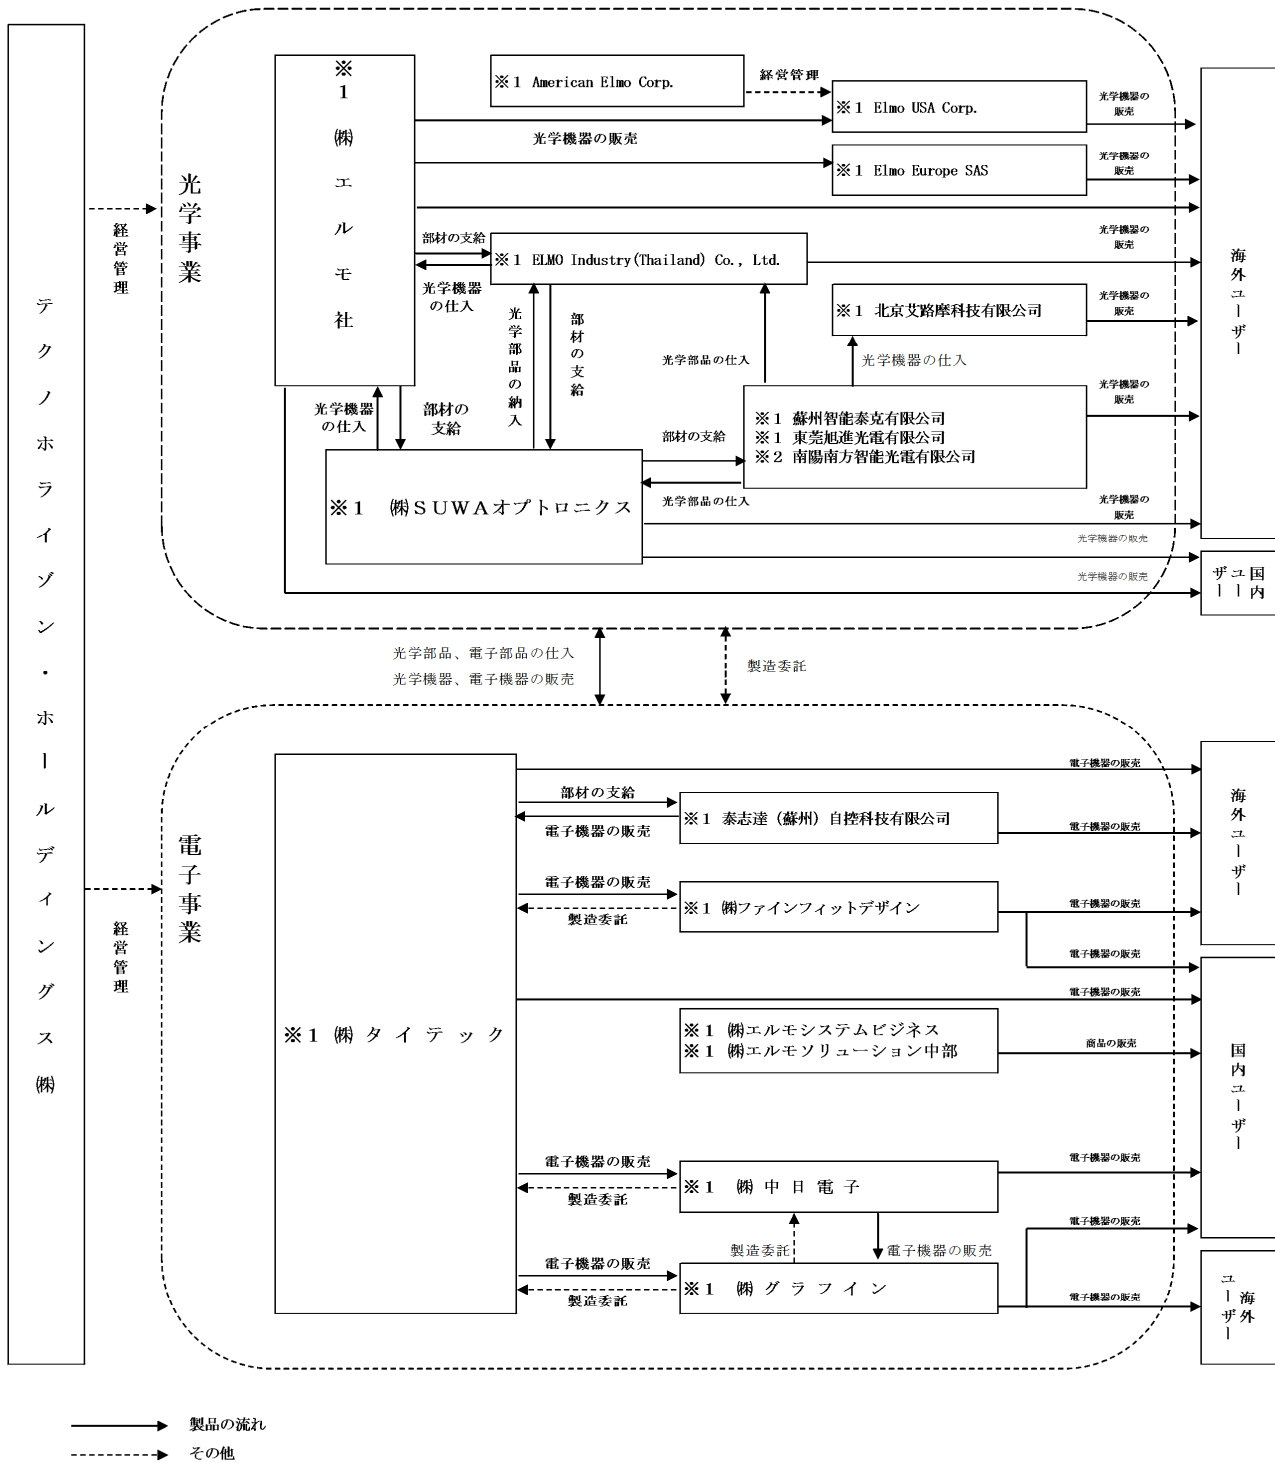 テクノホライゾン・ホールディングス㈱
経営管理
経営管理
光学事業
※1 ㈱エルモ社
※1 American Elmo Corp.
経営管理
※1 Elmo USA Corp.
光学機器の
販売
光学機器の販売
※1 Elmo Europe SAS
光学機器の
販売
光学機器の
販売
部材の支給
※1 ELMO Industry(Thailand) Co., Ltd.
光学機器
の仕入
光学部品の納入
部材の支給
※1 北京艾路摩科技有限公司
光学機器の
販売
光学部品の仕入
光学機器の仕入
光学機器
の仕入
部材の
支給
※1 蘇州智能泰克有限公司
※1 東莞旭進光電有限公司
※2 南陽南方智能光電有限公司
光学機器の
販売
部材の支給
光学部品の仕入
※1 ㈱SUWAオプトロニクス
光学機器の
販売
光学機器の販売
光学機器の販売
海外ユーザー
国内
ユー
ザー
光学部品、電子部品の仕入
光学機器、電子機器の販売
製造委託
電子事業
※1 ㈱タイテック
電子機器の販売
部材の支給
電子機器の販売
※1 泰志達（蘇州）自控科技有限公司
電子機器の販売
電子機器の販売
製造委託
※1 ㈱ファインフィットデザイン
電子機器の販売
電子機器の販売
電子機器の販売
※1 ㈱エルモシステムビジネス
※1 ㈱エルモソリューション中部
商品の販売
電子機器の販売
製造委託
※1 ㈱中日電子
電子機器の販売
製造委託
電子機器の販売
電子機器の販売
電子機器の販売
製造委託
※1 ㈱グラフイン
電子機器の販売
海外ユーザー
国内ユーザー
海外
ユーザー
製品の流れ
その他